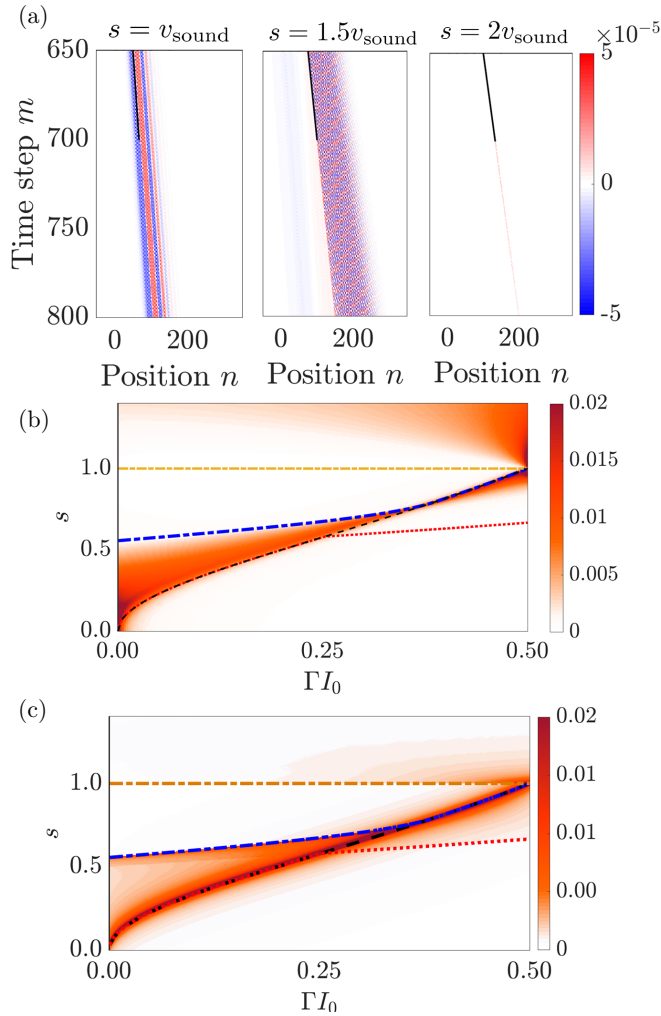 (a)
s = v_sound
s = 1.5v_sound
s = 2v_sound
×10⁻⁵
650
700
750
800
Time step m
5
0
-5
0 200
0 200
0 200
Position n
Position n
Position n
(b)
0.02
0.015
0.01
0.005
0
1.0
0.5
0.0
s
0.00 0.25 0.50
ΓI₀
(c)
0.02
0.01
0.01
0.00
0
1.0
0.5
0.0
s
0.00 0.25 0.50
ΓI₀